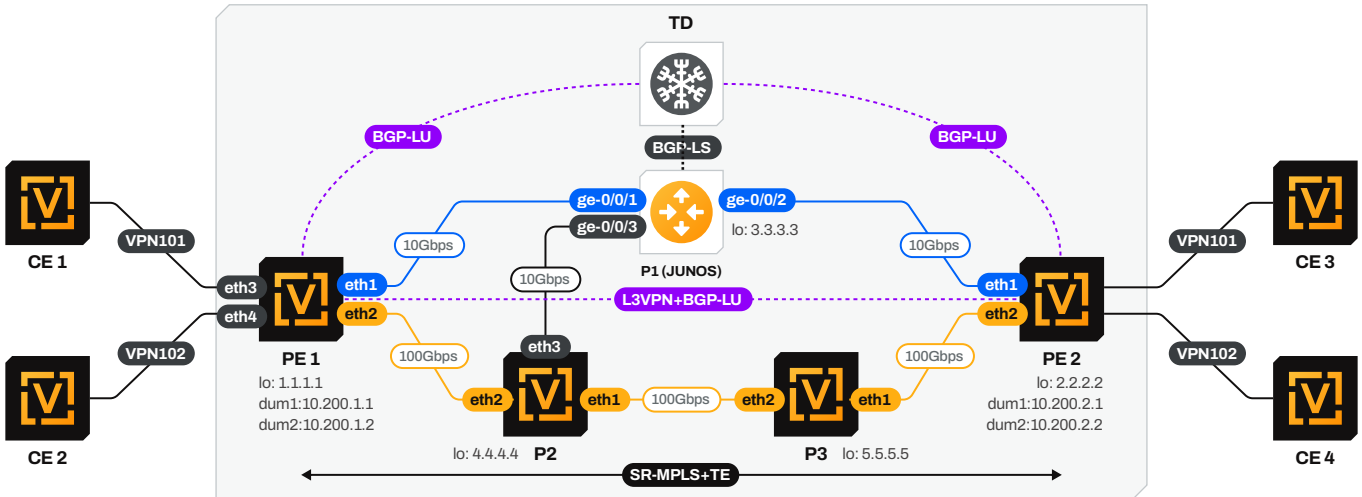 TD
BGP-LU
BGP-LS
BGP-LU
ge-0/0/1
ge-0/0/2
ge-0/0/3
lo: 3.3.3.3
P1 (JUNOS)
10Gbps
10Gbps
10Gbps
CE 1
VPN101
VPN102
CE 2
eth3
eth4
eth1
eth2
PE 1
lo: 1.1.1.1
dum1:10.200.1.1
dum2:10.200.1.2
L3VPN+BGP-LU
100Gbps
eth3
eth2
eth1
lo: 4.4.4.4
P2
100Gbps
eth2
eth1
P3
lo: 5.5.5.5
100Gbps
eth1
eth2
PE 2
lo: 2.2.2.2
dum1:10.200.2.1
dum2:10.200.2.2
VPN101
CE 3
VPN102
CE 4
SR-MPLS+TE